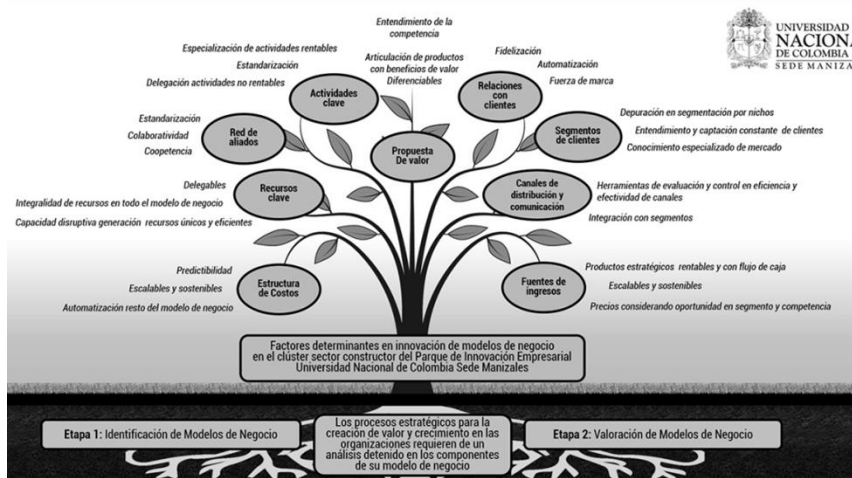 Entendimiento de la
competencia
UNIVERSIDAD
NACIONA
DE COLOMBIA
SEDE MANIZA
Especialización de actividades rentables
Estandarización
Delegación actividades no rentables
Actividades
clave
Articulación de productos
con beneficios de valor
Diferenciables
Propuesta
De valor
Fidelización
Automatización
Fuerza de marca
Relaciones
con
clientes
Estandarización
Colaboratividad
Coopetencia
Red de
aliados
Segmentos
de clientes
Depuración en segmentación por nichos
Entendimiento y captación constante de clientes
Conocimiento especializado de mercado
Delegables
Integralidad de recursos en todo el modelo de negocio
Capacidad disruptiva generación recursos únicos y eficientes
Recursos
clave
Canales de
distribución y
comunicación
Herramientas de evaluación y control en eficiencia y
efectividad de canales
Integración con segmentos
Predictibilidad
Escalables y sostenibles
Automatización resto del modelo de negocio
Estructura
de Costos
Fuentes de
ingresos
Productos estratégicos rentables y con flujo de caja
Escalables y sostenibles
Precios considerando oportunidad en segmento y competencia
Factores determinantes en innovación de modelos de negocio
en el clúster sector constructor del Parque de Innovación Empresarial
Universidad Nacional de Colombia Sede Manizales
Etapa 1: Identificación de Modelos de Negocio
Los procesos estratégicos para la
creación de valor y crecimiento en las
organizaciones requieren de un
análisis detenido en los componentes
de su modelo de negocio
Etapa 2: Valoración de Modelos de Negocio